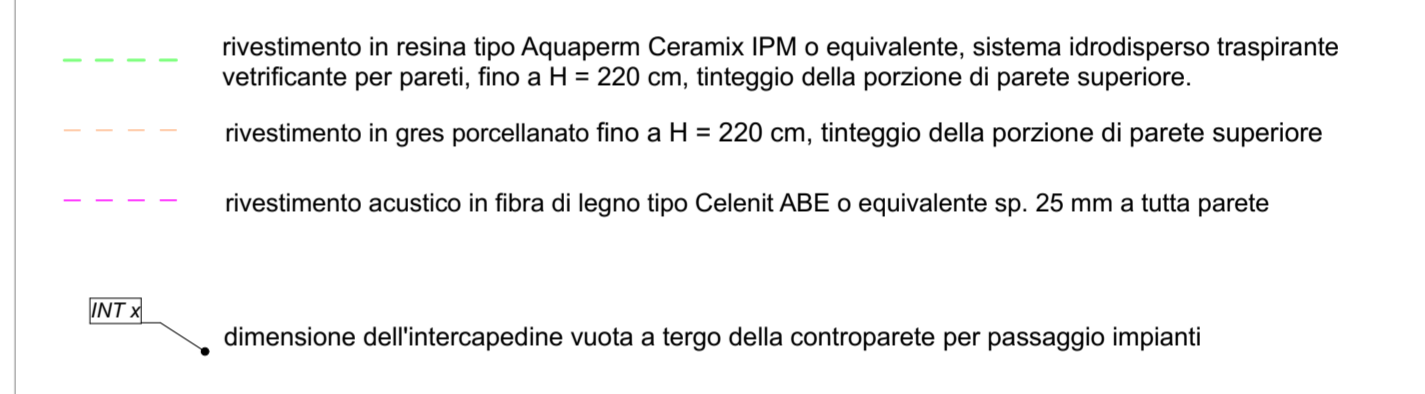 rivestimento in resina tipo Aquaperm Ceramix IPM o equivalente, sistema idrodisperso traspirante
vetrificante per pareti, fino a H = 220 cm, tinteggio della porzione di parete superiore.
rivestimento in gres porcellanato fino a H = 220 cm, tinteggio della porzione di parete superiore
rivestimento acustico in fibra di legno tipo Celenit ABE o equivalente sp. 25 mm a tutta parete
INT x
dimensione dell'intercapedine vuota a tergo della controparete per passaggio impianti